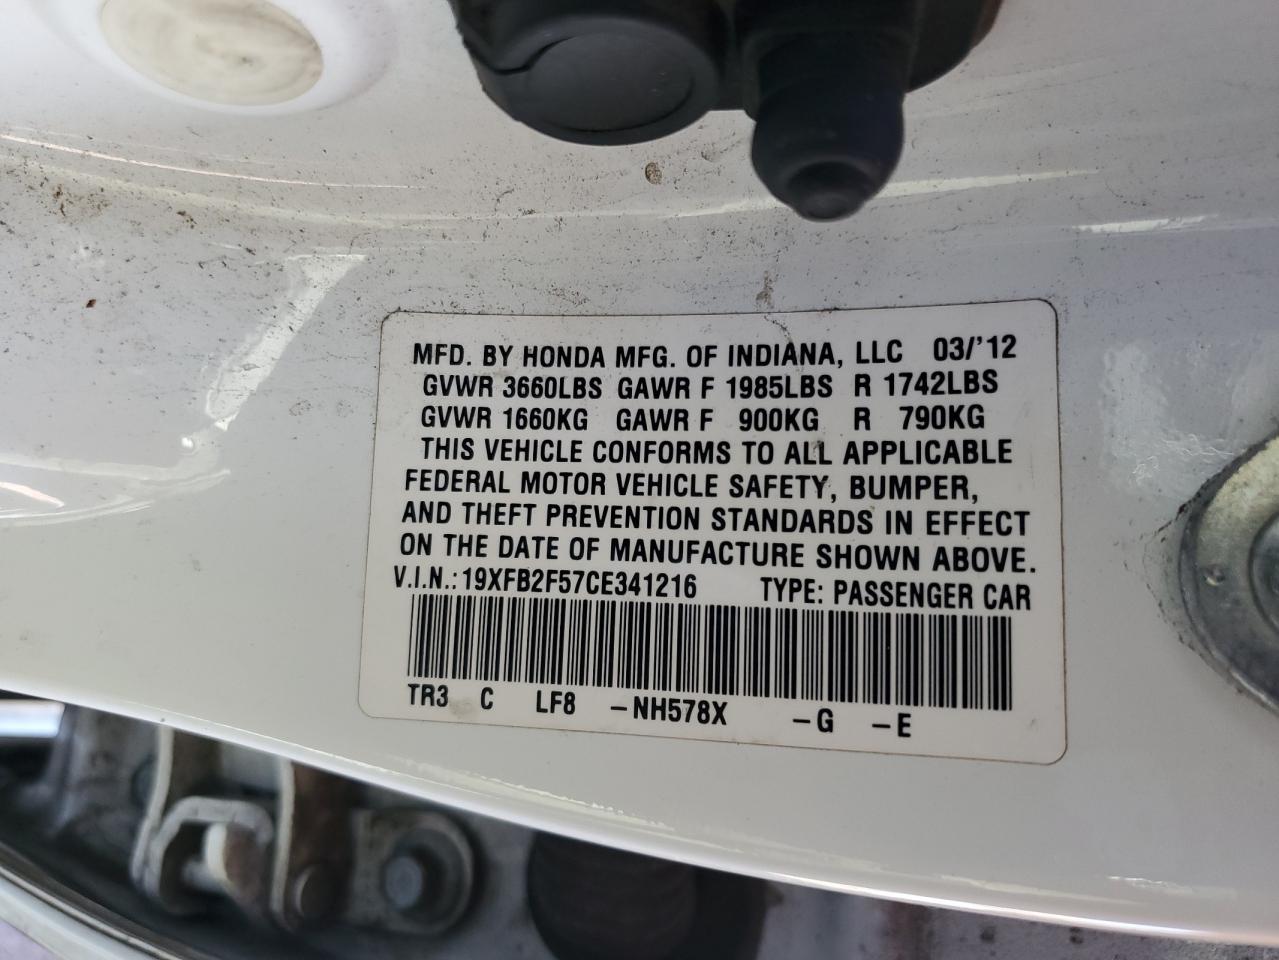 MFD. BY HONDA MFG. OF INDIANA, LLC 03/'12
GVWR 3660LBS GAWR F 1985LBS R 1742LBS
GVWR 1660KG GAWR F 900KG R 790KG
THIS VEHICLE CONFORMS TO ALL APPLICABLE
FEDERAL MOTOR VEHICLE SAFETY, BUMPER,
AND THEFT PREVENTION STANDARDS IN EFFECT
ON THE DATE OF MANUFACTURE SHOWN ABOVE.
V.I.N.:19XFB2F57CE341216 TYPE: PASSENGER CAR
TR3 C LF8 -NH578X -G -E